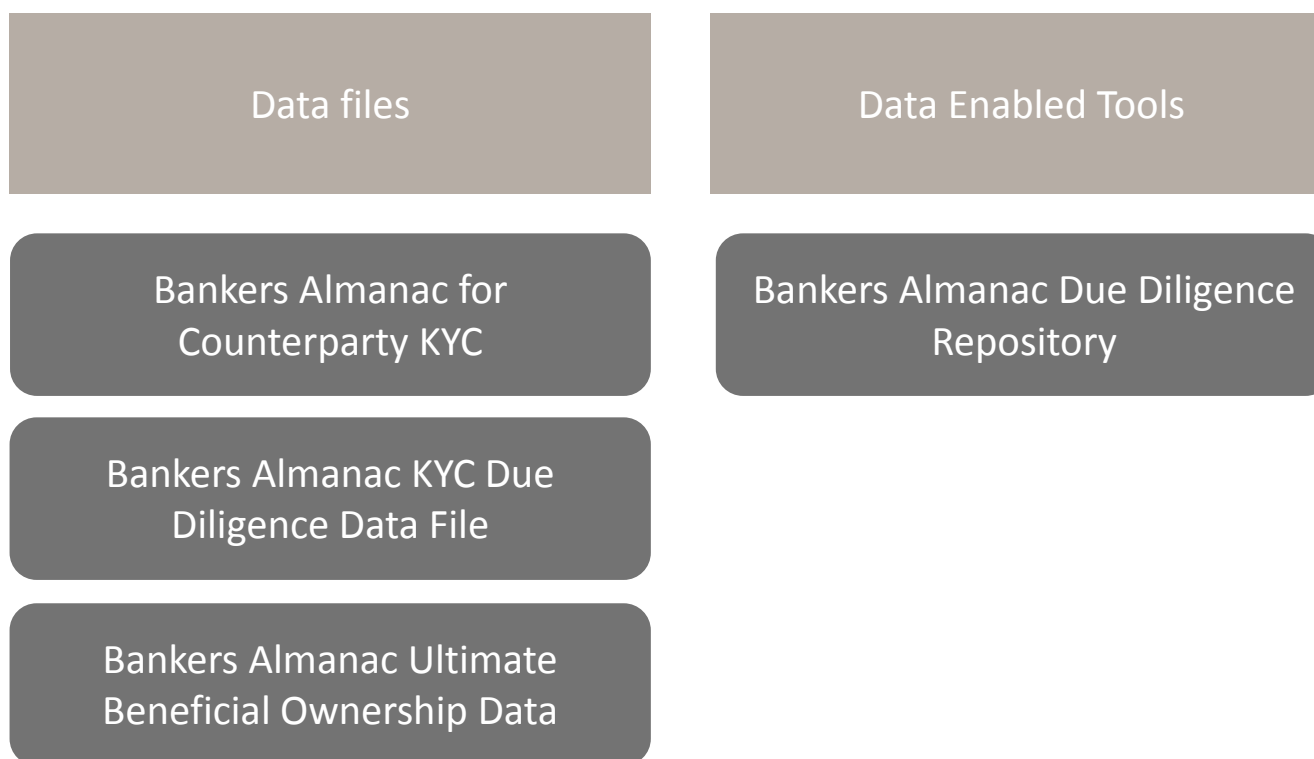 Data files
Data Enabled Tools
Bankers Almanac for
Counterparty KYC
Bankers Almanac Due Diligence
Repository
Bankers Almanac KYC Due
Diligence Data File
Bankers Almanac Ultimate
Beneficial Ownership Data